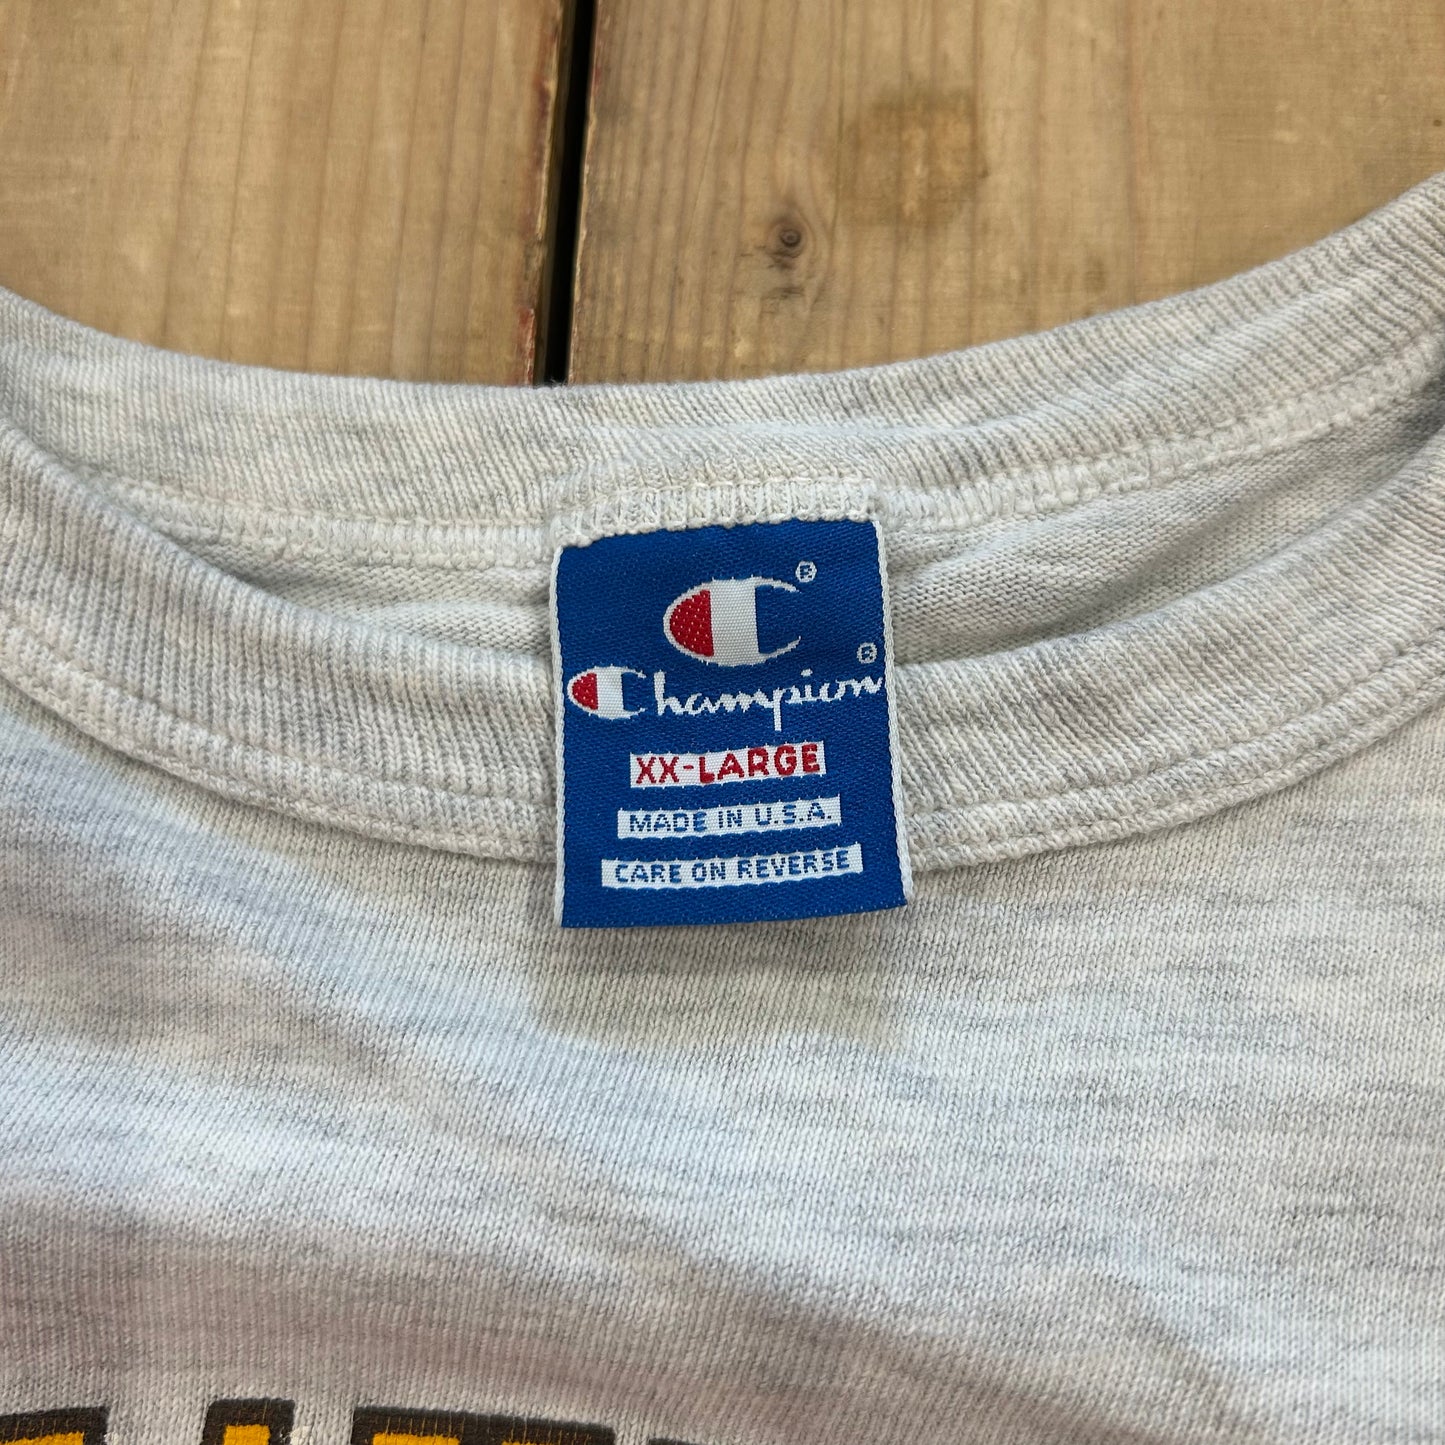 Champion
XX-LARGE
MADE IN U.S.A.
CARE ON REVERSE